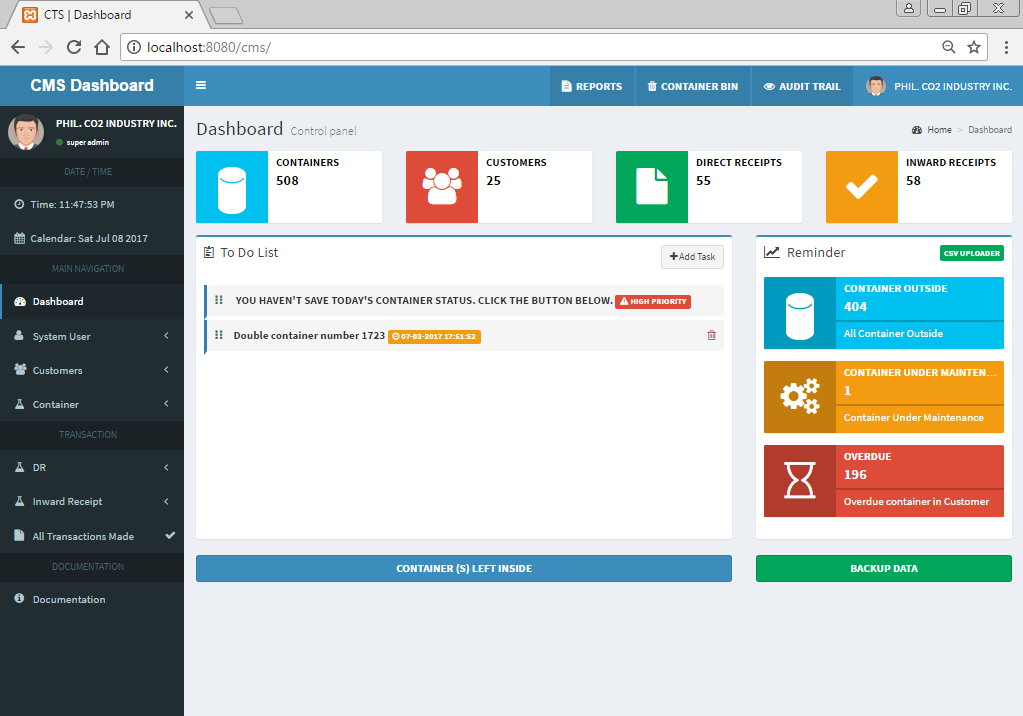 CTS | Dashboard
localhost:8080/cms/
CMS Dashboard
REPORTS
CONTAINER BIN
AUDIT TRAIL
PHIL. CO2 INDUSTRY INC.
PHIL. CO2 INDUSTRY INC.
super admin
DATE / TIME
Time: 11:47:53 PM
Calendar: Sat Jul 08 2017
MAIN NAVIGATION
Dashboard
System User
Customers
Container
TRANSACTION
DR
Inward Receipt
All Transactions Made
DOCUMENTATION
Documentation
Dashboard Control panel
Home > Dashboard
CONTAINERS
508
CUSTOMERS
25
DIRECT RECEIPTS
55
INWARD RECEIPTS
58
To Do List
Add Task
YOU HAVEN'T SAVE TODAY'S CONTAINER STATUS. CLICK THE BUTTON BELOW. HIGH PRIORITY
Double container number 1723 07-03-2017 17:51:52
CONTAINER (S) LEFT INSIDE
Reminder
CSV UPLOADER
CONTAINER OUTSIDE
404
All Container Outside
CONTAINER UNDER MAINTEN...
1
Container Under Maintenance
OVERDUE
196
Overdue container in Customer
BACKUP DATA